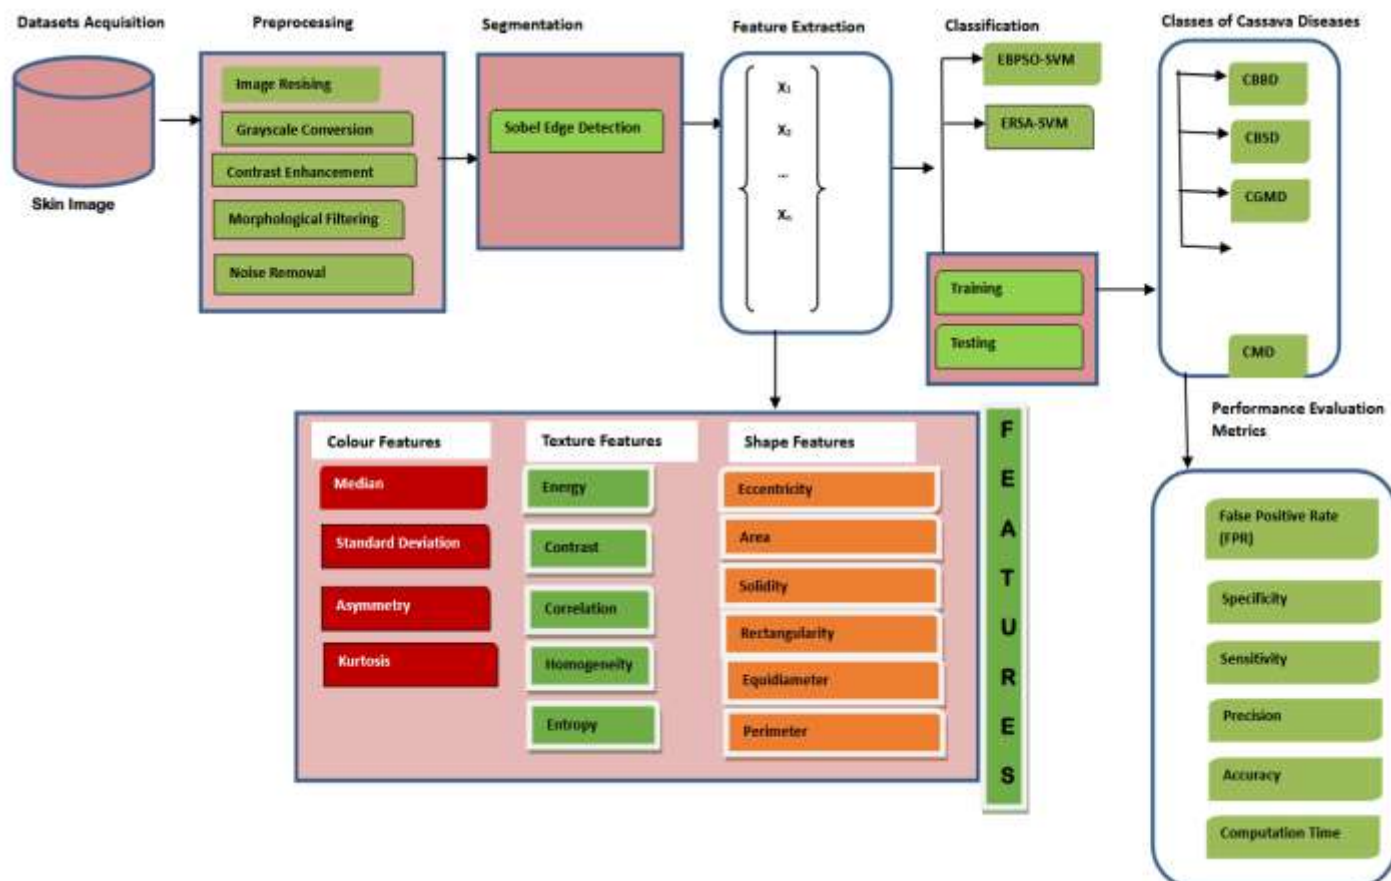 Datasets Acquisition
Preprocessing
Segmentation
Feature Extraction
Classification
Classes of Cassava Diseases
Skin Image
Image Resising
Grayscale Conversion
Contrast Enhancement
Morphological Filtering
Noise Removal
Sobel Edge Detection
X₁
X₂
...
Xₙ
EBPSO-SVM
ERSA-SVM
Training
Testing
CBBD
CBSD
CGMD
CMD
Performance Evaluation
Metrics
Colour Features
Median
Standard Deviation
Asymmetry
Kurtosis
Texture Features
Energy
Contrast
Correlation
Homogeneity
Entropy
Shape Features
Eccentricity
Area
Solidity
Rectangularity
Equidiameter
Perimeter
F
E
A
T
U
R
E
S
False Positive Rate
(FPR)
Specificity
Sensitivity
Precision
Accuracy
Computation Time